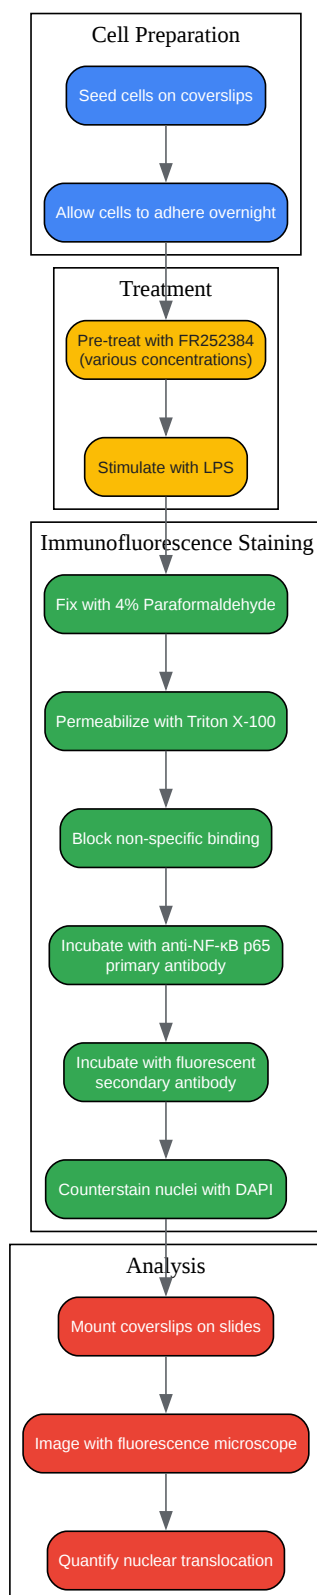 Cell Preparation
Seed cells on coverslips
Allow cells to adhere overnight
Treatment
Pre-treat with FR252384
(various concentrations)
Stimulate with LPS
Immunofluorescence Staining
Fix with 4% Paraformaldehyde
Permeabilize with Triton X-100
Block non-specific binding
Incubate with anti-NF-κB p65
primary antibody
Incubate with fluorescent
secondary antibody
Counterstain nuclei with DAPI
Analysis
Mount coverslips on slides
Image with fluorescence microscope
Quantify nuclear translocation